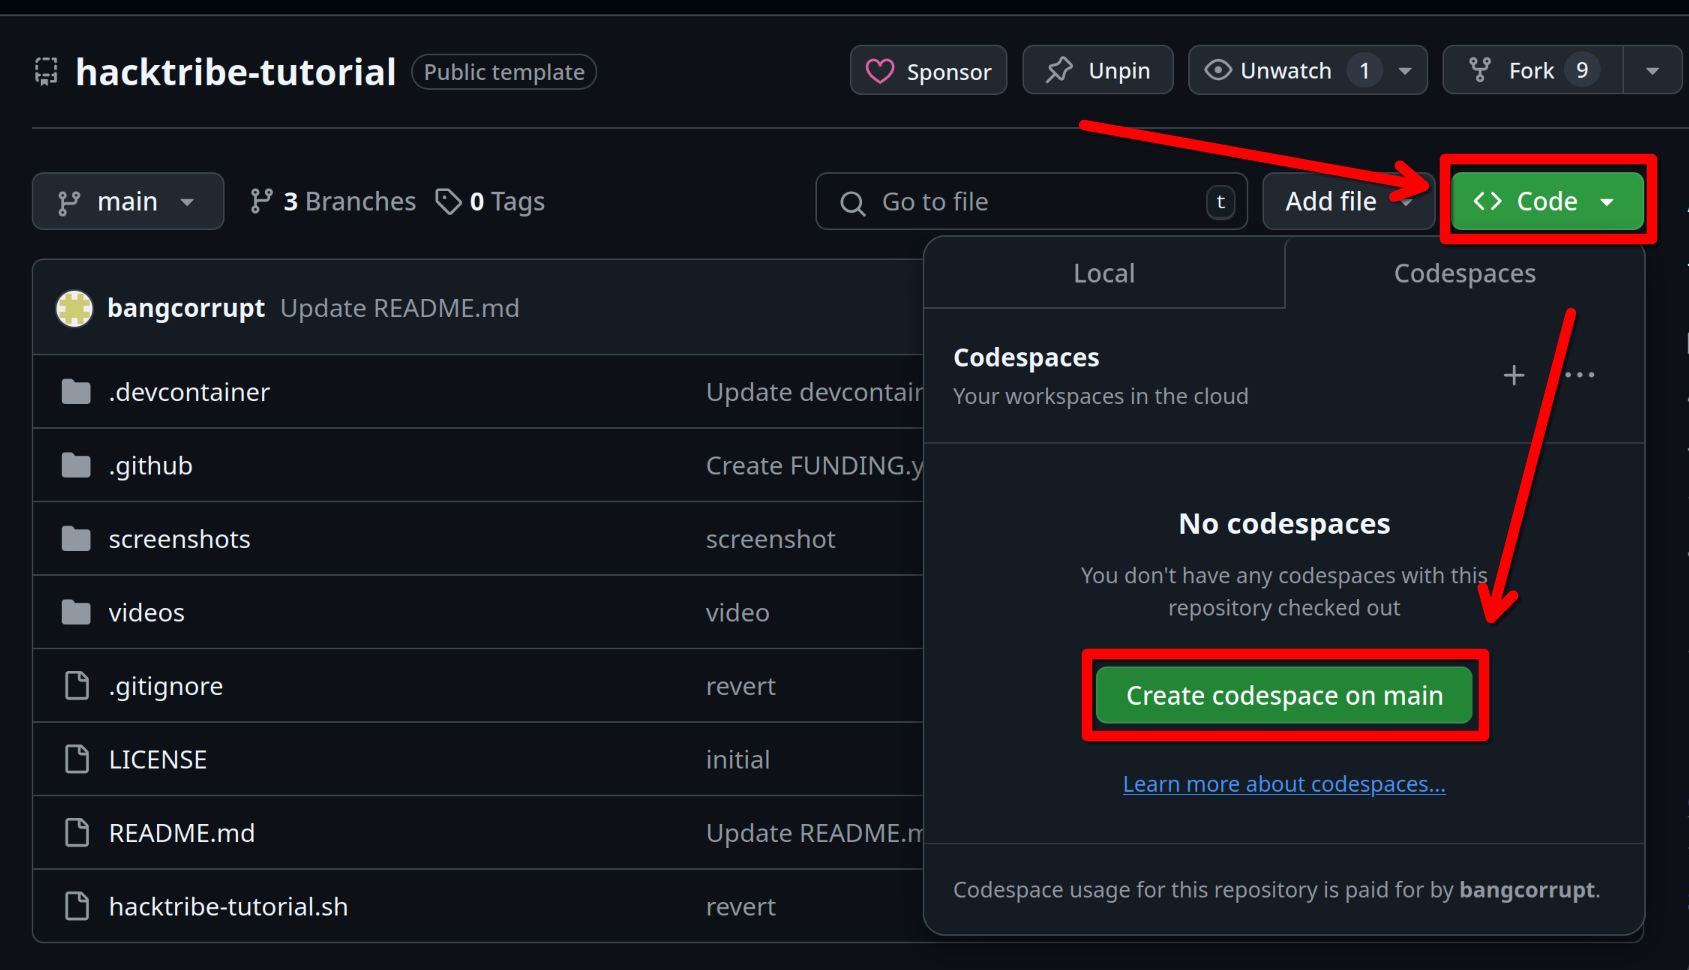 hacktribe-tutorial Public template Sponsor Unpin Unwatch 1 Fork 9
main 3 Branches 0 Tags Go to file t Add file <> Code
Local Codespaces
bangcorrupt Update README.md
Codespaces
Your workspaces in the cloud
.devcontainer Update devcontain
.github Create FUNDING.y
screenshots screenshot
No codespaces
You don't have any codespaces with this
repository checked out
videos video
.gitignore revert
Create codespace on main
LICENSE initial
Learn more about codespaces...
README.md Update README.m
Codespace usage for this repository is paid for by bangcorrupt.
hacktribe-tutorial.sh revert